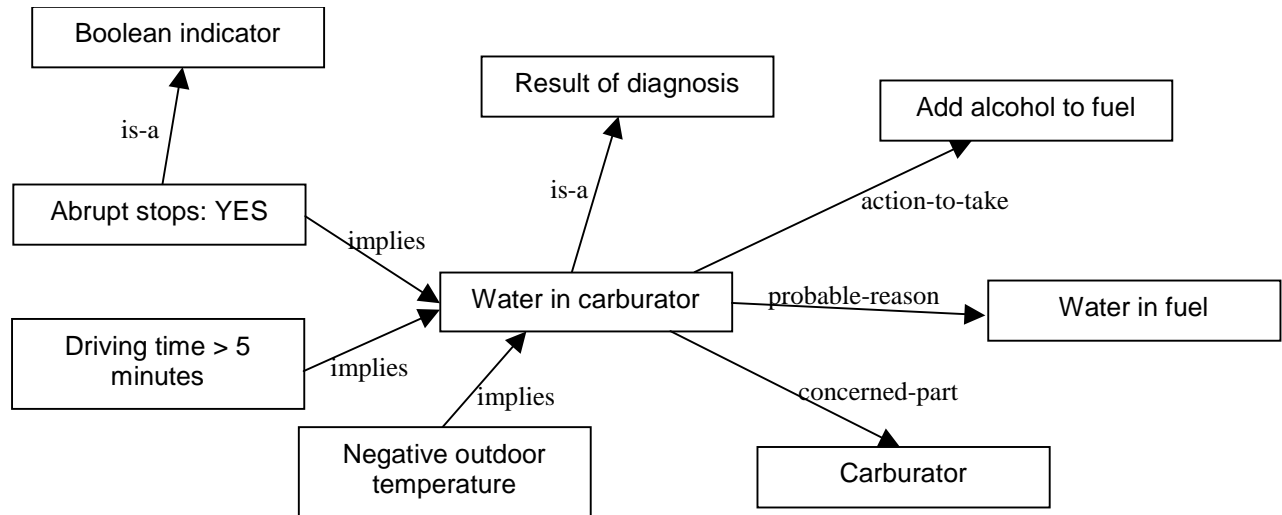 Boolean indicator
Result of diagnosis
Add alcohol to fuel
is-a
is-a
Abrupt stops: YES
action-to-take
implies
Water in carburator
probable-reason
Water in fuel
Driving time > 5
minutes
implies
implies
concerned-part
Negative outdoor
temperature
Carburator